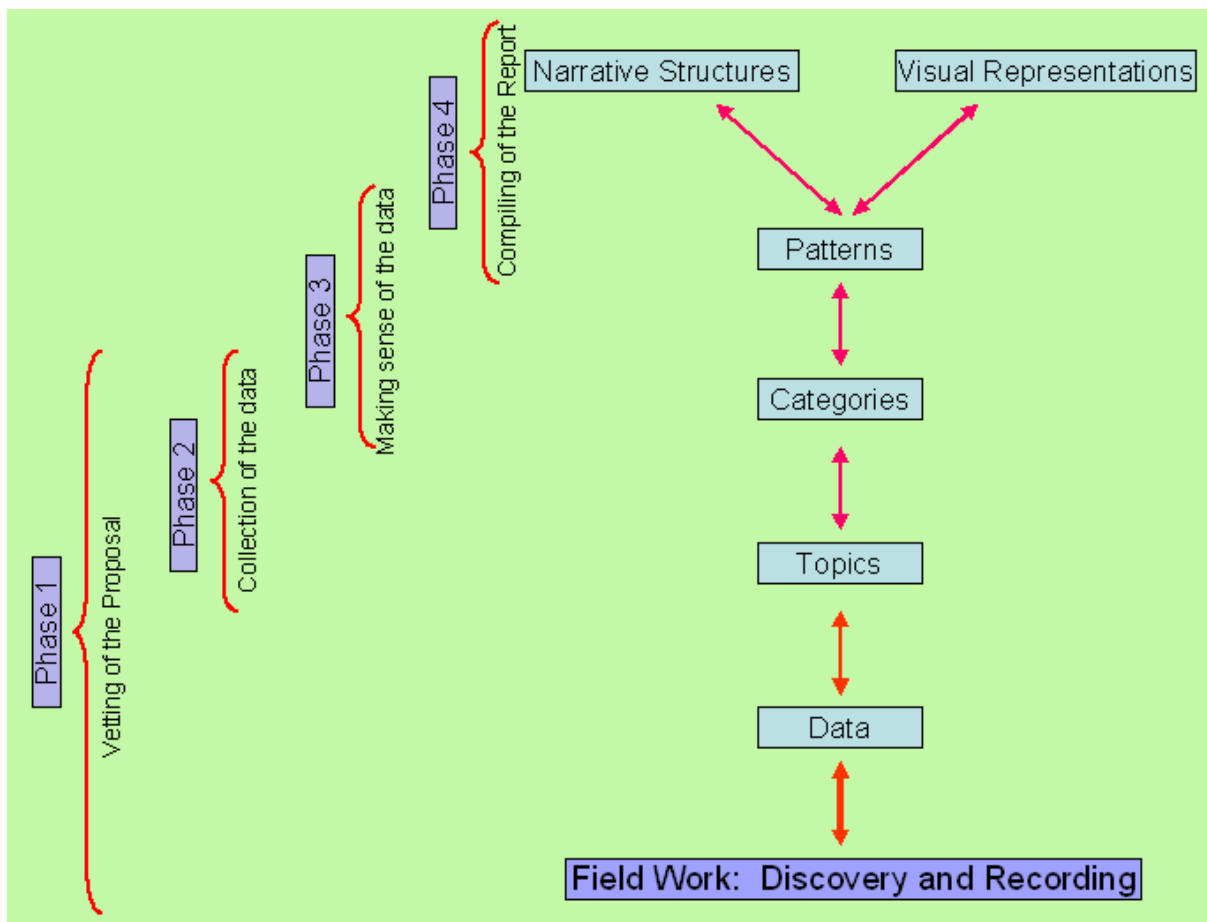 Phase 4
Compiling of the Report
Narrative Structures
Visual Representations
Phase 3
Making sense of the data
Patterns
Phase 2
Collection of the data
Categories
Phase 1
Vetting of the Proposal
Topics
Data
Field Work: Discovery and Recording